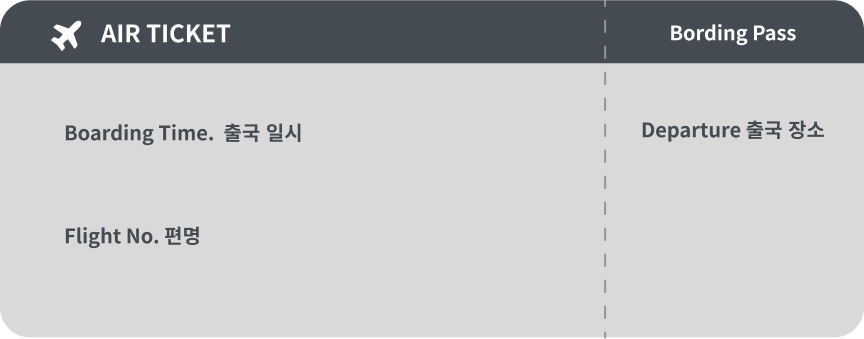 AIR TICKET
Bording Pass
Boarding Time. 출국 일시
Departure 출국 장소
Flight No. 편명